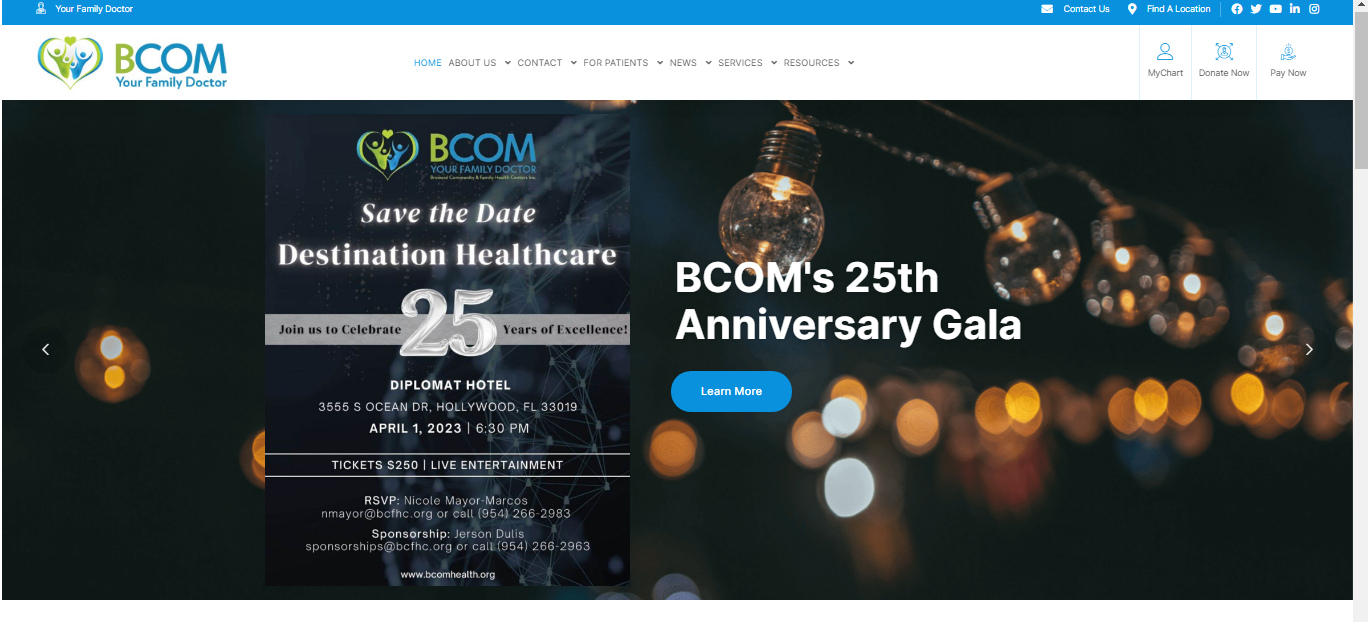 Your Family Doctor
Contact Us
Find A Location
BCOM
Your Family Doctor
HOME ABOUT US CONTACT FOR PATIENTS NEWS SERVICES RESOURCES
MyChart
Donate Now
Pay Now
BCOM
YOUR FAMILY DOCTOR
Broward Community & Family Health Centers Inc.
Save the Date
Destination Healthcare
Join us to Celebrate 25 Years of Excellence!
DIPLOMAT HOTEL
3555 S OCEAN DR, HOLLYWOOD, FL 33019
APRIL 1, 2023 | 6:30 PM
TICKETS $250 | LIVE ENTERTAINMENT
RSVP: Nicole Mayor-Marcos
nmayor@bcfhc.org or call (954) 266-2983
Sponsorship: Jerson Dulis
sponsorships@bcfhc.org or call (954) 266-2963
www.bcomhealth.org
BCOM's 25th
Anniversary Gala
Learn More